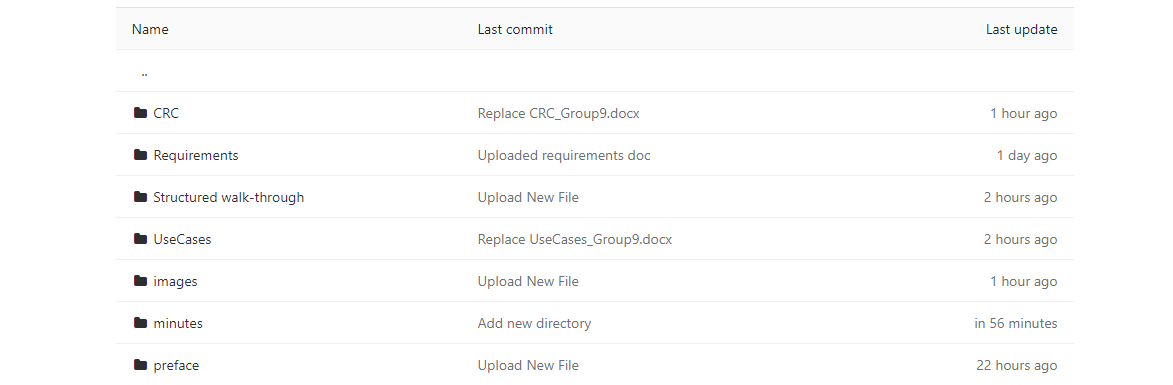 Name Last commit Last update
..
CRC Replace CRC_Group9.docx 1 hour ago
Requirements Uploaded requirements doc 1 day ago
Structured walk-through Upload New File 2 hours ago
UseCases Replace UseCases_Group9.docx 2 hours ago
images Upload New File 1 hour ago
minutes Add new directory in 56 minutes
preface Upload New File 22 hours ago